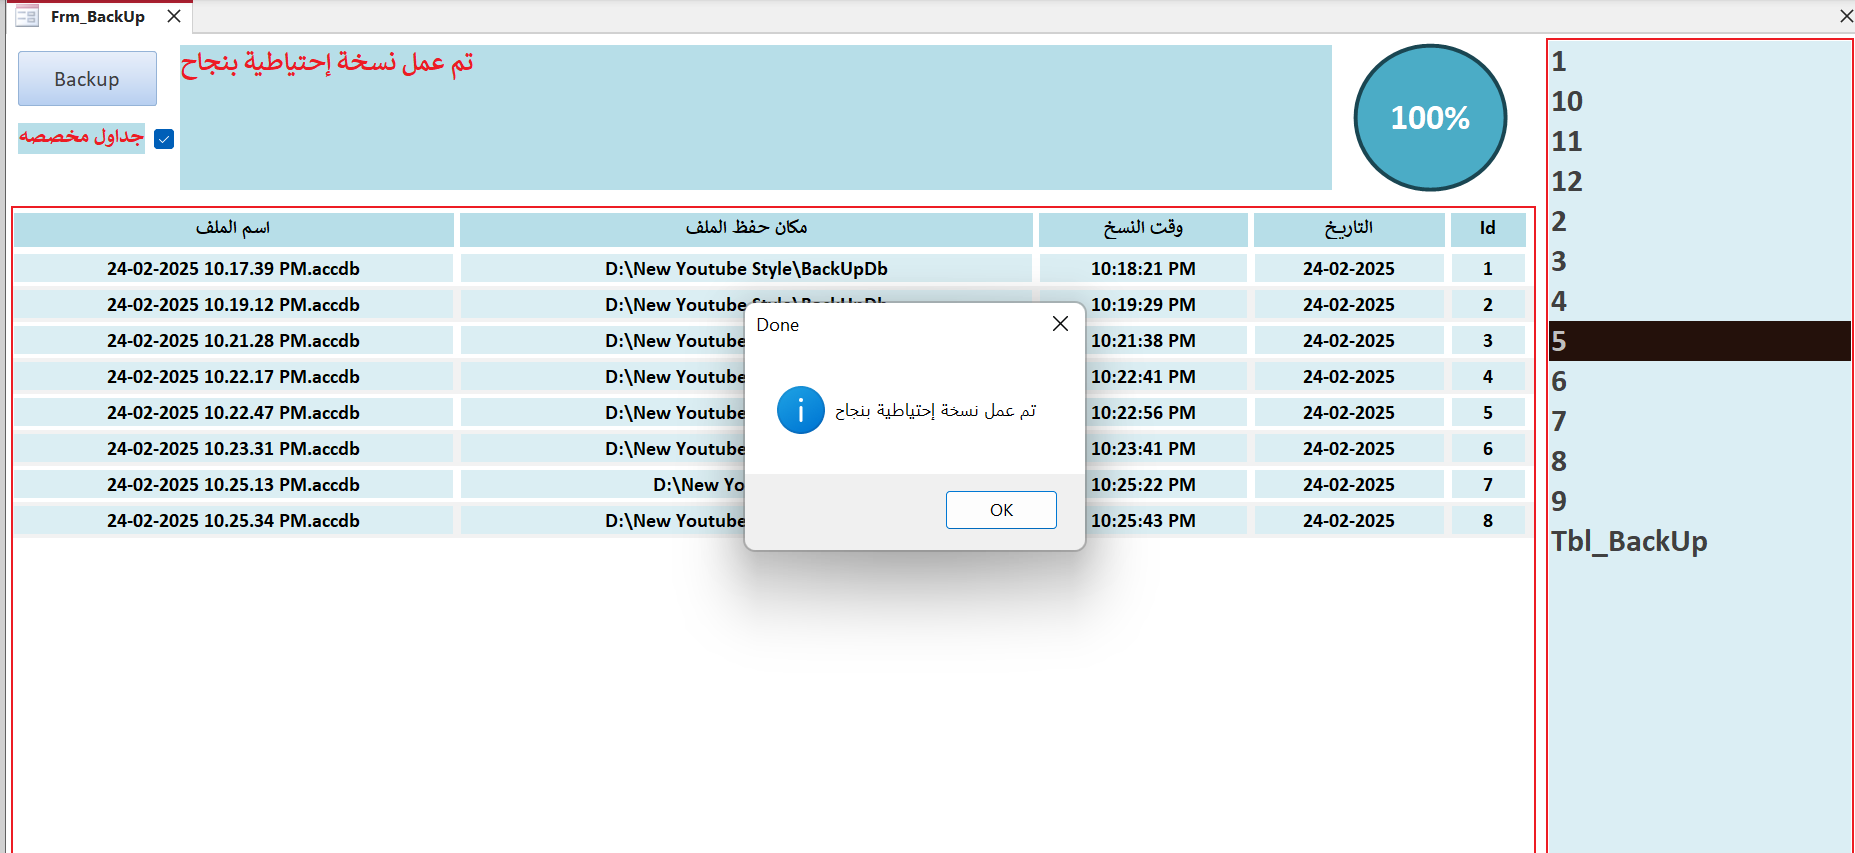 Frm_BackUp
Backup
تم عمل نسخة إحتياطية بنجاح
100%
جداول مخصصه
اسم الملف مكان حفظ الملف وقت النسخ التاريخ Id
24-02-2025 10.17.39 PM.accdb D:\New Youtube Style\BackUpDb 10:18:21 PM 24-02-2025 1
24-02-2025 10.19.12 PM.accdb D:\New Youtube Style\BackUpDb 10:19:29 PM 24-02-2025 2
24-02-2025 10.21.28 PM.accdb D:\New Youtube 10:21:38 PM 24-02-2025 3
24-02-2025 10.22.17 PM.accdb D:\New Youtube 10:22:41 PM 24-02-2025 4
24-02-2025 10.22.47 PM.accdb D:\New Youtube 10:22:56 PM 24-02-2025 5
24-02-2025 10.23.31 PM.accdb D:\New Youtube 10:23:41 PM 24-02-2025 6
24-02-2025 10.25.13 PM.accdb D:\New Yo 10:25:22 PM 24-02-2025 7
24-02-2025 10.25.34 PM.accdb D:\New Youtube 10:25:43 PM 24-02-2025 8
Done
تم عمل نسخة إحتياطية بنجاح
OK
1
10
11
12
2
3
4
5
6
7
8
9
Tbl_BackUp